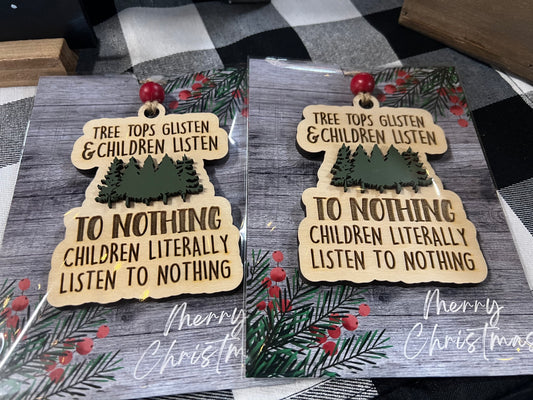 TREE TOPS GLISTEN
& CHILDREN LISTEN
TO NOTHING
CHILDREN LITERALLY
LISTEN TO NOTHING
Merry
Christmas
TREE TOPS GLISTEN
& CHILDREN LISTEN
TO NOTHING
CHILDREN LITERALLY
LISTEN TO NOTHING
Merry
Christmas